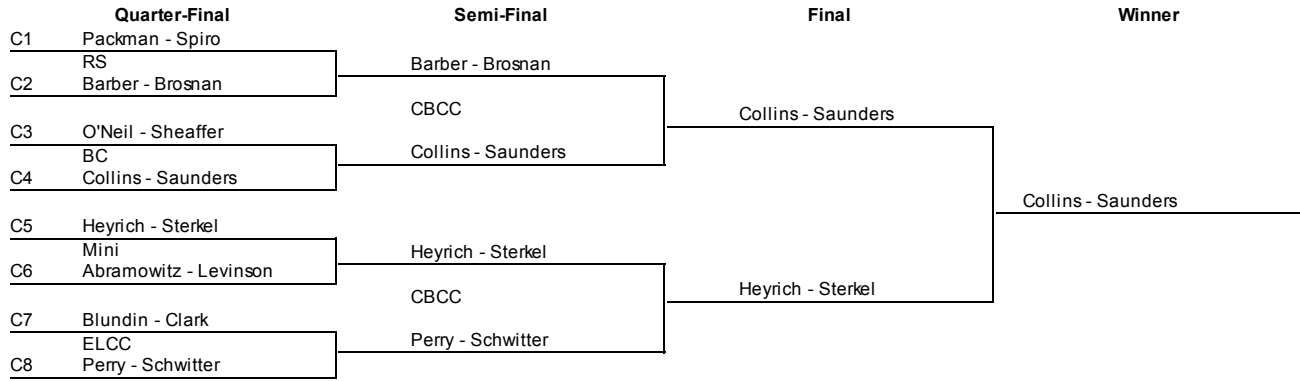 Quarter-Final Semi-Final Final Winner
C1 Packman - Spiro
RS
Barber - Brosnan
C2 Barber - Brosnan
CBCC
Collins - Saunders
C3 O'Neil - Sheaffer
BC
Collins - Saunders
C4 Collins - Saunders
Collins - Saunders
C5 Heyrich - Sterkel
Mini
Heyrich - Sterkel
C6 Abramowitz - Levinson
CBCC
Heyrich - Sterkel
C7 Blundin - Clark
ELCC
Perry - Schwitter
C8 Perry - Schwitter